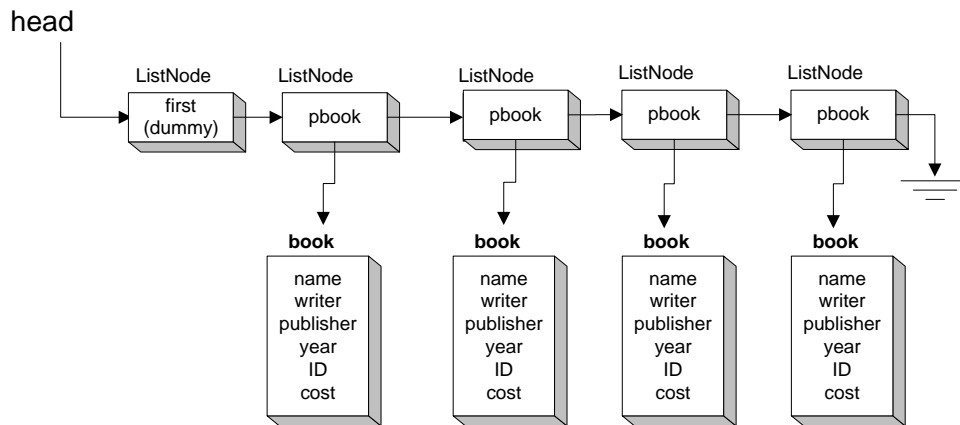 head
ListNode
ListNode
ListNode
ListNode
ListNode
first
(dummy)
pbook
pbook
pbook
pbook
book
book
book
book
name
writer
publisher
year
ID
cost
name
writer
publisher
year
ID
cost
name
writer
publisher
year
ID
cost
name
writer
publisher
year
ID
cost